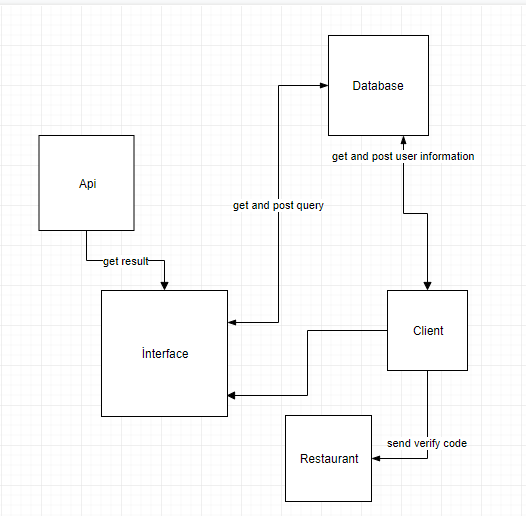 Database
get and post user information
Api
get and post query
get result
İnterface
Client
send verify code
Restaurant